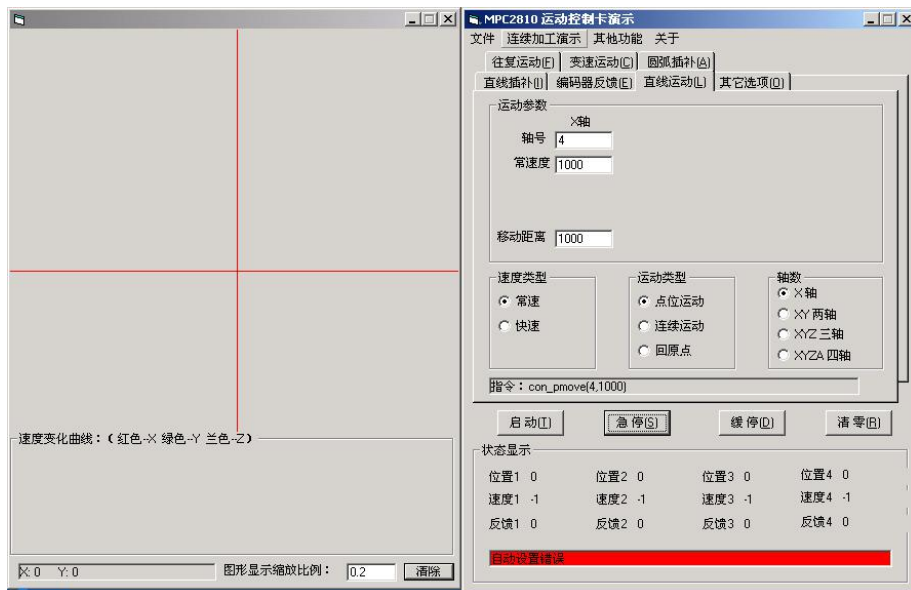 MPC2810 运动控制卡演示
文件 连续加工演示 其他功能 关于
往复运动(F) 变速运动(C) 圆弧插补(A)
直线插补(I) 编码器反馈(E) 直线运动(L) 其它选项(O)
运动参数
X轴
轴号 4
常速度 1000
移动距离 1000
速度类型 运动类型 轴数
常速 点位运动 X轴
快速 连续运动 XY 两轴
回原点 XYZ 三轴
XYZA 四轴
指令：con_pmove(4,1000)
启动(T) 急停(S) 缓停(D) 清零(R)
速度变化曲线：( 红色-X 绿色-Y 兰色-Z)
状态显示
位置1 0 位置2 0 位置3 0 位置4 0
速度1 -1 速度2 -1 速度3 -1 速度4 -1
反馈1 0 反馈2 0 反馈3 0 反馈4 0
自动设置错误
X: 0 Y: 0 图形显示缩放比例： 0.2 清除